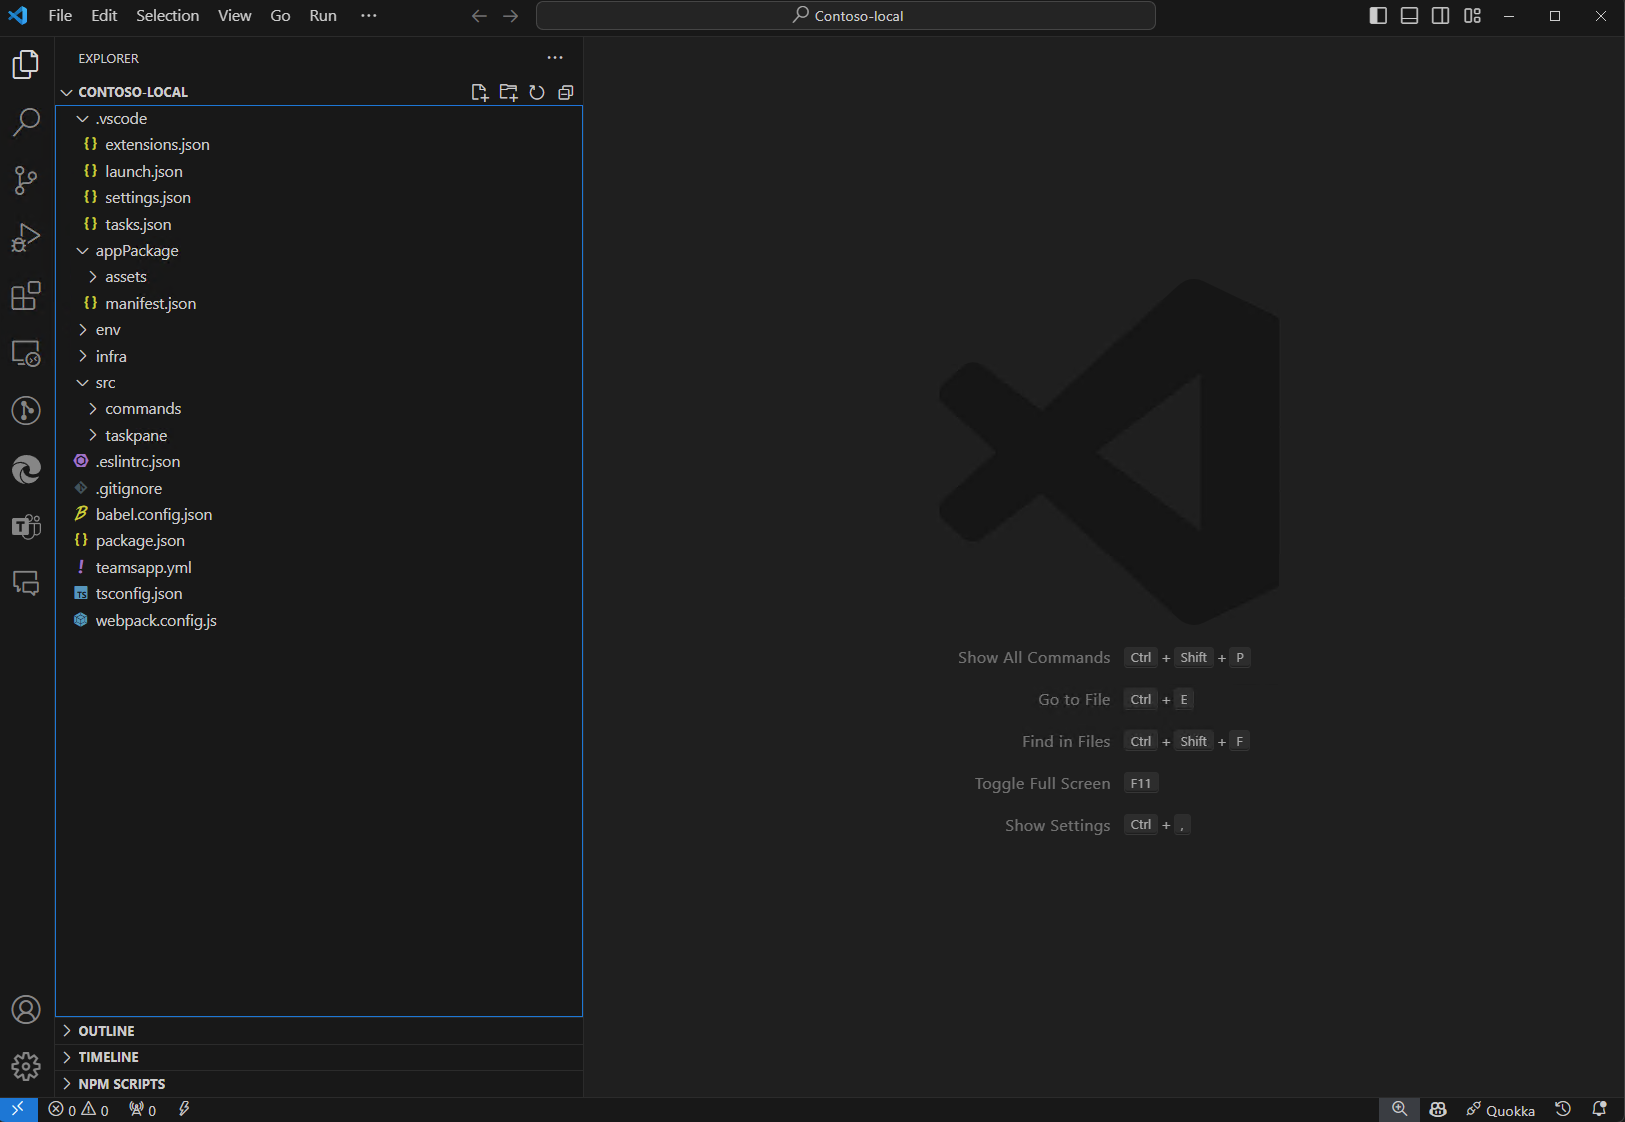 File Edit Selection View Go Run ···
Contoso-local
EXPLORER
CONTOSO-LOCAL
.vscode
{} extensions.json
{} launch.json
{} settings.json
{} tasks.json
appPackage
assets
{} manifest.json
env
infra
src
commands
taskpane
.eslintrc.json
.gitignore
babel.config.json
{} package.json
! teamsapp.yml
TS tsconfig.json
webpack.config.js
Show All Commands Ctrl + Shift + P
Go to File Ctrl + E
Find in Files Ctrl + Shift + F
Toggle Full Screen F11
Show Settings Ctrl + ,
OUTLINE
TIMELINE
NPM SCRIPTS
0 0 0
Quokka